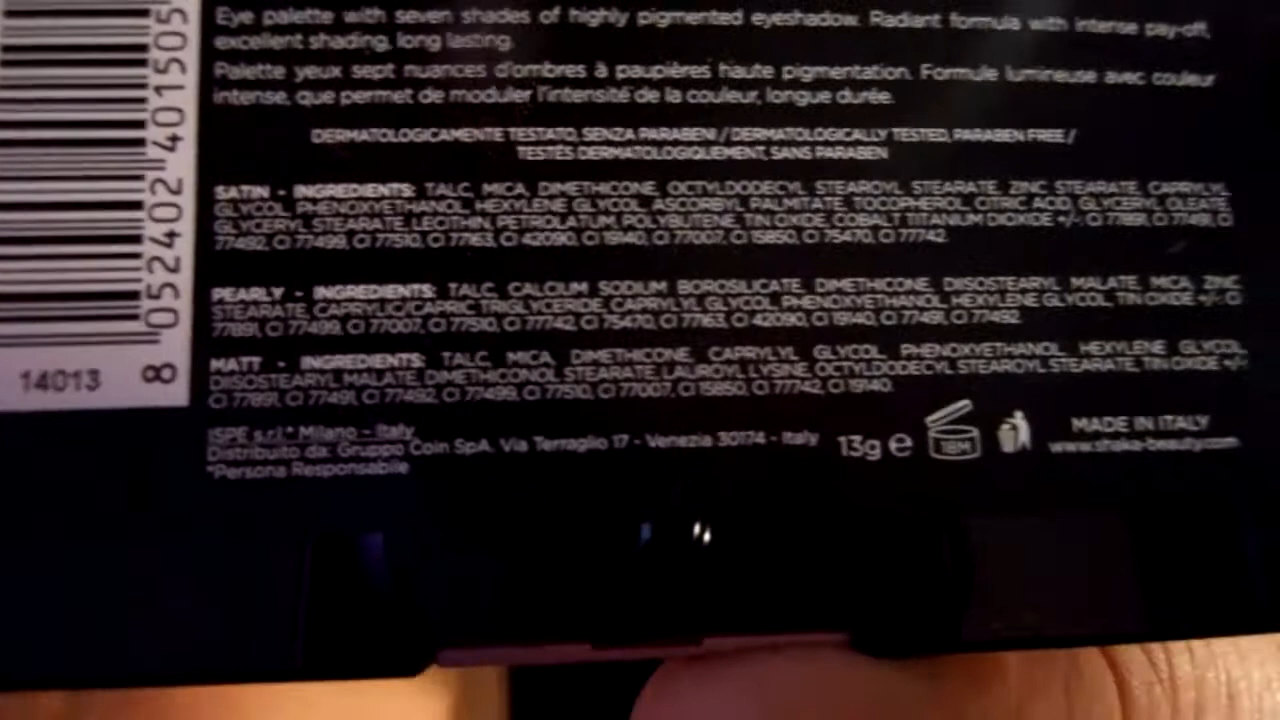 Eye palette with seven shades of highly pigmented eyeshadow. Radiant formula with intense pay-off,
excellent shading, long lasting.
Palette yeux sept nuances d'ombres à paupières haute pigmentation. Formule lumineuse avec couleur
intense, que permet de moduler l'intensité de la couleur, longue durée.
DERMATOLOGICAMENTE TESTATO, SENZA PARABENI / DERMATOLOGICALLY TESTED, PARABEN FREE /
TESTÉS DERMATOLOGIQUEMENT, SANS PARABEN
SATIN - INGREDIENTS: TALC, MICA, DIMETHICONE, OCTYLDODECYL STEAROYL STEARATE, ZINC STEARATE, CAPRYLYL
GLYCOL, PHENOXYETHANOL, HEXYLENE GLYCOL, ASCORBYL PALMITATE, TOCOPHEROL, CITRIC ACID, GLYCERYL OLEATE,
GLYCERYL STEARATE, LECITHIN, PETROLATUM, POLYBUTENE, TIN OXIDE, COBALT TITANIUM DIOXIDE +/-: CI 77891, CI 77491, CI
77492, CI 77499, CI 77510, CI 77163, CI 42090, CI 19140, CI 77007, CI 15850, CI 75470, CI 77742.
PEARLY - INGREDIENTS: TALC, CALCIUM SODIUM BOROSILICATE, DIMETHICONE, DIISOSTEARYL MALATE, MICA, ZINC
STEARATE, CAPRYLIC/CAPRIC TRIGLYCERIDE, CAPRYLYL GLYCOL, PHENOXYETHANOL, HEXYLENE GLYCOL, TIN OXIDE +/-: CI
77891, CI 77499, CI 77007, CI 77510, CI 77742, CI 75470, CI 77163, CI 42090, CI 19140, CI 77491, CI 77492.
MATT - INGREDIENTS: TALC, MICA, DIMETHICONE, CAPRYLYL GLYCOL, PHENOXYETHANOL, HEXYLENE GLYCOL,
DIISOSTEARYL MALATE, DIMETHICONOL STEARATE, LAUROYL LYSINE, OCTYLDODECYL STEAROYL STEARATE, TIN OXIDE +/-:
CI 77891, CI 77491, CI 77492, CI 77499, CI 77510, CI 77007, CI 15850, CI 77742, CI 19140.
ISPE s.r.l.* Milano - Italy
Distribuito da: Gruppo Coin SpA. Via Terraglio 17 - Venezia 30174 - Italy
*Persona Responsabile
13g e
18M
MADE IN ITALY
www.shaka-beauty.com
8 052402 401505
14013